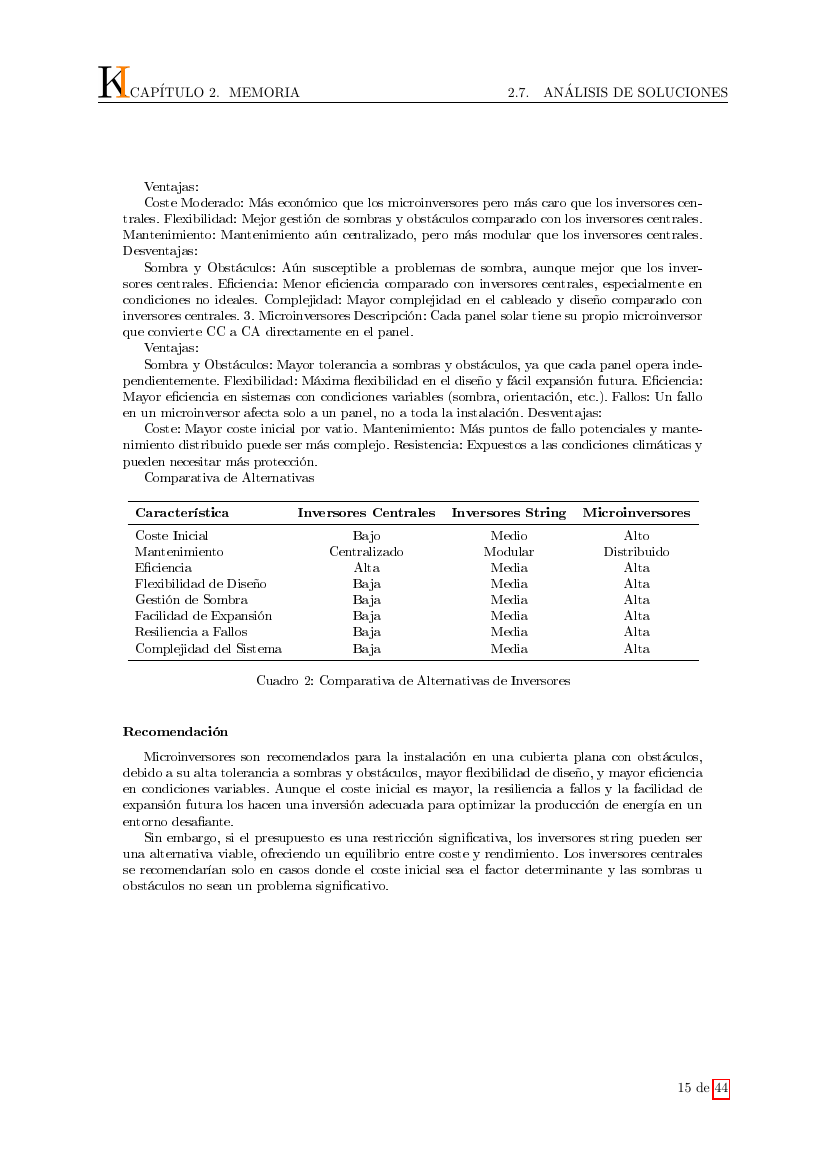 KI CAPÍTULO 2. MEMORIA 2.7. ANÁLISIS DE SOLUCIONES
Ventajas:
Coste Moderado: Más económico que los microinversores pero más caro que los inversores cen-
trales. Flexibilidad: Mejor gestión de sombras y obstáculos comparado con los inversores centrales.
Mantenimiento: Mantenimiento aún centralizado, pero más modular que los inversores centrales.
Desventajas:
Sombra y Obstáculos: Aún susceptible a problemas de sombra, aunque mejor que los inver-
sores centrales. Eficiencia: Menor eficiencia comparado con inversores centrales, especialmente en
condiciones no ideales. Complejidad: Mayor complejidad en el cableado y diseño comparado con
inversores centrales. 3. Microinversores Descripción: Cada panel solar tiene su propio microinversor
que convierte CC a CA directamente en el panel.
Ventajas:
Sombra y Obstáculos: Mayor tolerancia a sombras y obstáculos, ya que cada panel opera inde-
pendientemente. Flexibilidad: Máxima flexibilidad en el diseño y fácil expansión futura. Eficiencia:
Mayor eficiencia en sistemas con condiciones variables (sombra, orientación, etc.). Fallos: Un fallo
en un microinversor afecta solo a un panel, no a toda la instalación. Desventajas:
Coste: Mayor coste inicial por vatio. Mantenimiento: Más puntos de fallo potenciales y mante-
nimiento distribuido puede ser más complejo. Resistencia: Expuestos a las condiciones climáticas y
pueden necesitar más protección.
Comparativa de Alternativas
Característica Inversores Centrales Inversores String Microinversores
Coste Inicial Bajo Medio Alto
Mantenimiento Centralizado Modular Distribuido
Eficiencia Alta Media Alta
Flexibilidad de Diseño Baja Media Alta
Gestión de Sombra Baja Media Alta
Facilidad de Expansión Baja Media Alta
Resiliencia a Fallos Baja Media Alta
Complejidad del Sistema Baja Media Alta
Cuadro 2: Comparativa de Alternativas de Inversores
Recomendación
Microinversores son recomendados para la instalación en una cubierta plana con obstáculos,
debido a su alta tolerancia a sombras y obstáculos, mayor flexibilidad de diseño, y mayor eficiencia
en condiciones variables. Aunque el coste inicial es mayor, la resiliencia a fallos y la facilidad de
expansión futura los hacen una inversión adecuada para optimizar la producción de energía en un
entorno desafiante.
Sin embargo, si el presupuesto es una restricción significativa, los inversores string pueden ser
una alternativa viable, ofreciendo un equilibrio entre coste y rendimiento. Los inversores centrales
se recomendarían solo en casos donde el coste inicial sea el factor determinante y las sombras u
obstáculos no sean un problema significativo.
15 de 44